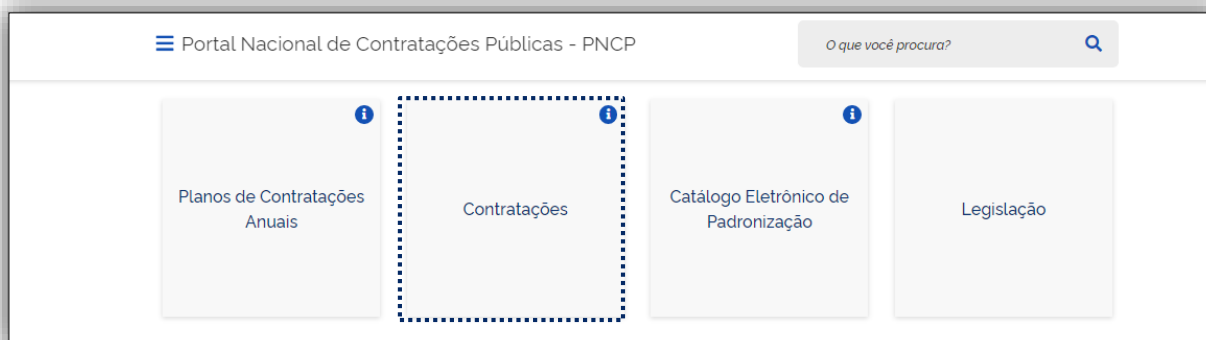 Portal Nacional de Contratações Públicas - PNCP
O que você procura?
Planos de Contratações
Anuais
Contratações
Catálogo Eletrônico de
Padronização
Legislação